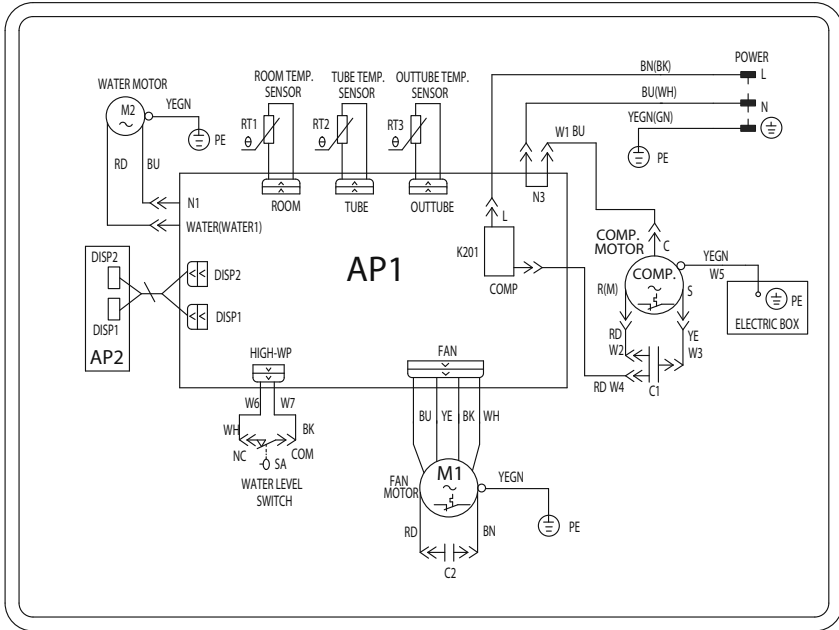 POWER
BN(BK)
L
BU(WH)
N
YEGN(GN)
PE
WATER MOTOR
M2
YEGN
PE
RD
BU
ROOM TEMP.
SENSOR
TUBE TEMP.
SENSOR
OUTTUBE TEMP.
SENSOR
RT1
θ
RT2
θ
RT3
θ
W1 BU
N1
WATER(WATER1)
ROOM
TUBE
OUTTUBE
N3
L
K201
COMP
AP1
COMP.
MOTOR
C
COMP.
R(M)
S
YEGN
W5
PE
ELECTRIC BOX
RD
W2
YE
W3
RD W4
C1
DISP2
DISP1
AP2
DISP2
DISP1
HIGH-WP
W6
W7
WH
BK
NC
COM
SA
WATER LEVEL
SWITCH
FAN
BU
YE
BK
WH
FAN
MOTOR
M1
YEGN
PE
RD
BN
C2